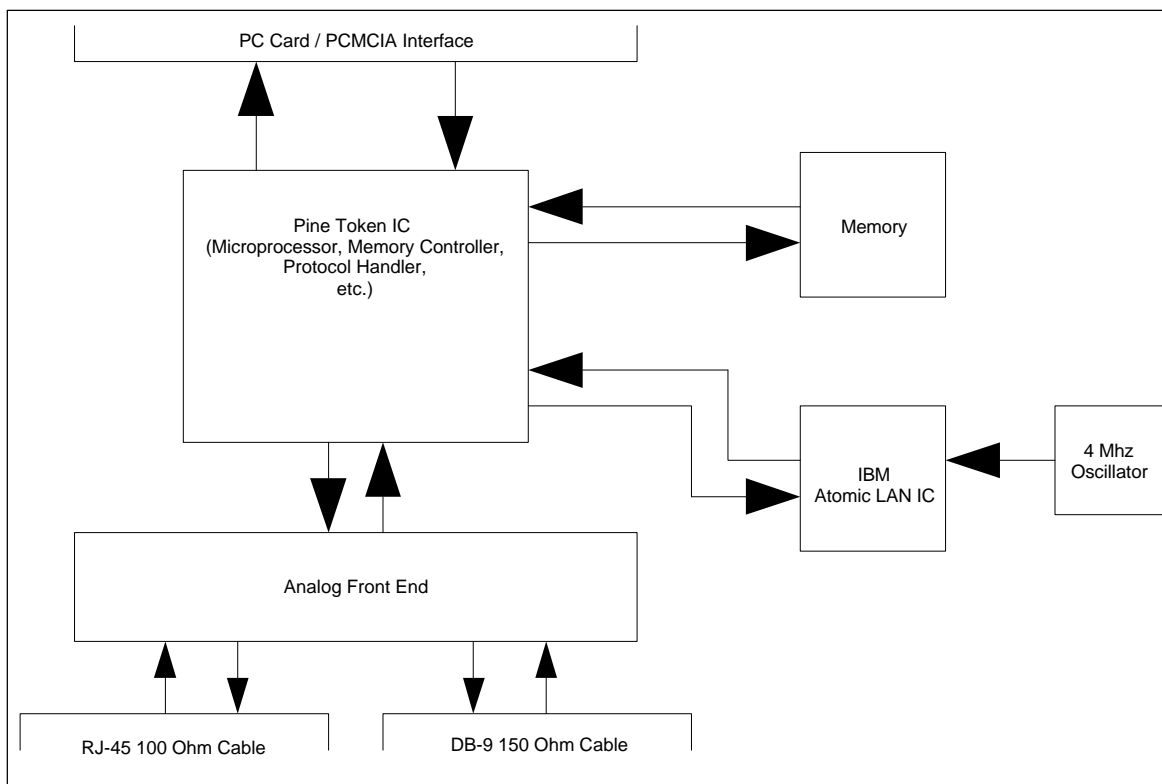 PC Card / PCMCIA Interface
Pine Token IC
(Microprocessor, Memory Controller,
Protocol Handler,
etc.)
Memory
IBM
Atomic LAN IC
4 Mhz
Oscillator
Analog Front End
RJ-45 100 Ohm Cable
DB-9 150 Ohm Cable